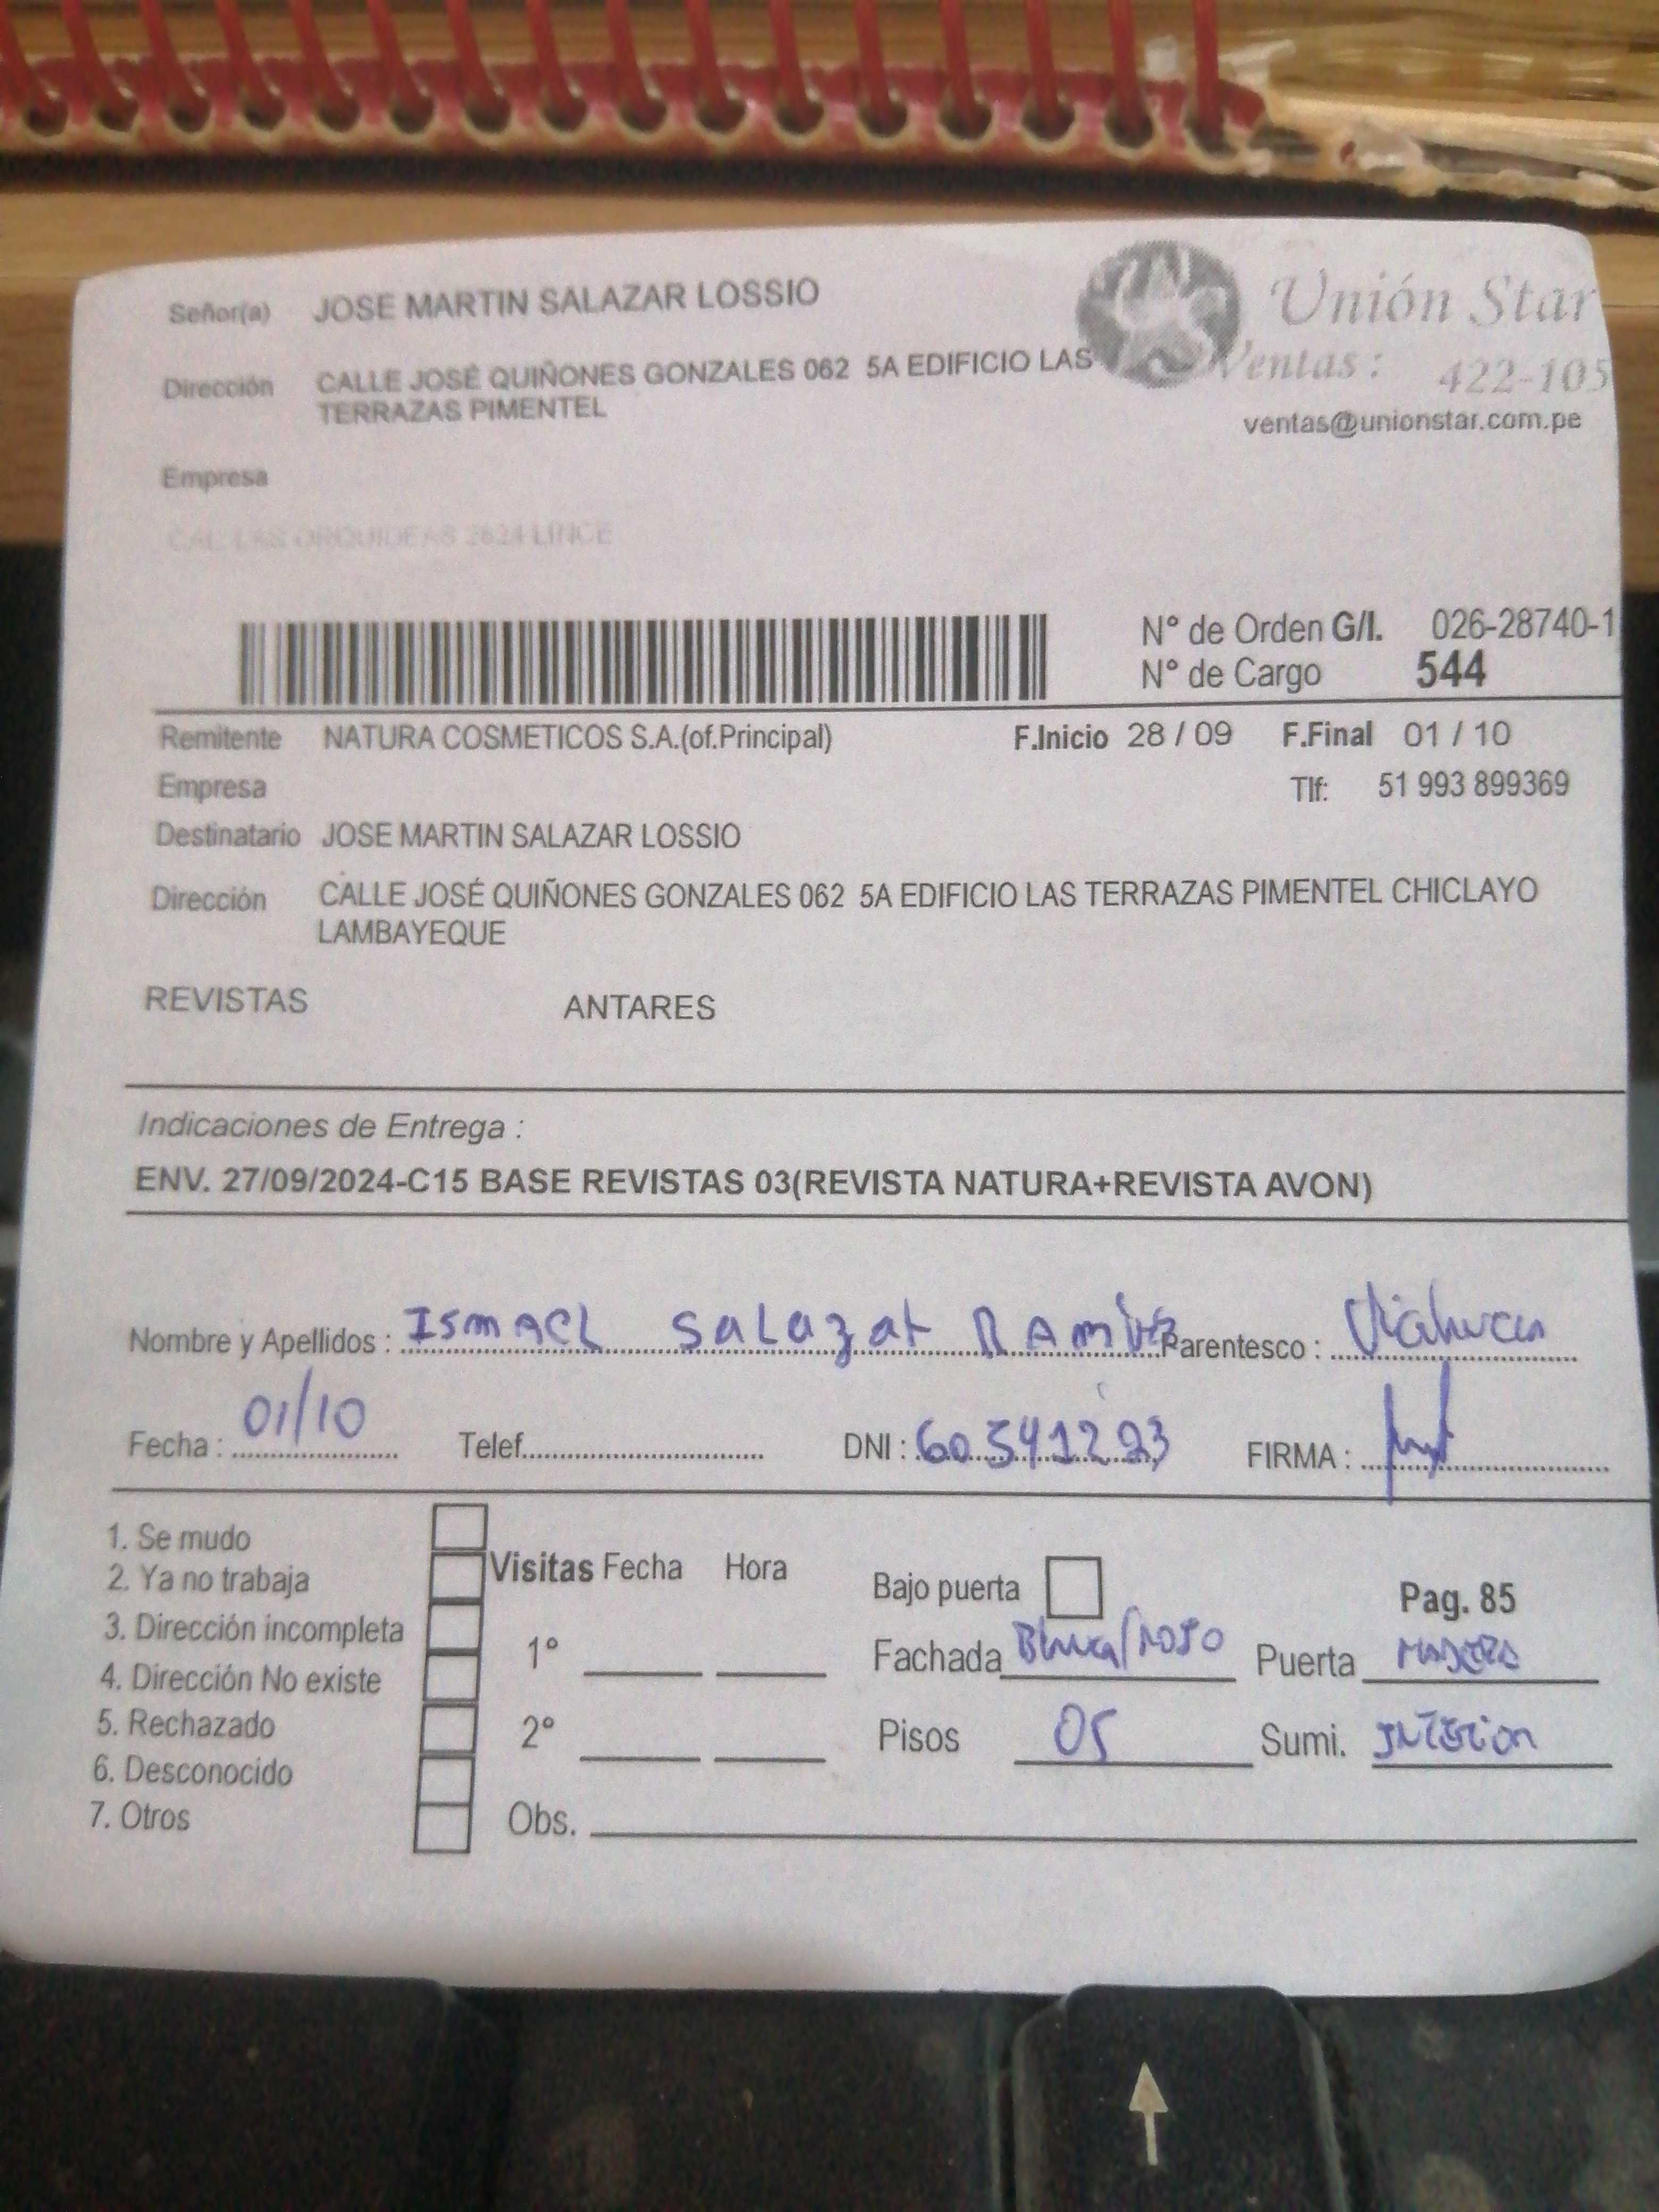 Señor(a) JOSE MARTIN SALAZAR LOSSIO
Unión Star
Ventas : 422-105
Dirección CALLE JOSÉ QUIÑONES GONZALES 062 5A EDIFICIO LAS
TERRAZAS PIMENTEL
ventas@unionstar.com.pe
Empresa
CAL. LAS ORQUIDEAS 2624 LINCE
N° de Orden G/I. 026-28740-1
N° de Cargo 544
Remitente NATURA COSMETICOS S.A.(of.Principal) F.Inicio 28 / 09 F.Final 01 / 10
Empresa Tlf: 51 993 899369
Destinatario JOSE MARTIN SALAZAR LOSSIO
Dirección CALLE JOSÉ QUIÑONES GONZALES 062 5A EDIFICIO LAS TERRAZAS PIMENTEL CHICLAYO
LAMBAYEQUE
REVISTAS ANTARES
Indicaciones de Entrega :
ENV. 27/09/2024-C15 BASE REVISTAS 03(REVISTA NATURA+REVISTA AVON)
Nombre y Apellidos : Ismael Salazar Parentesco :
Fecha : 01/10 Telef. DNI : FIRMA :
1. Se mudo
2. Ya no trabaja
3. Dirección incompleta
4. Dirección No existe
5. Rechazado
6. Desconocido
7. Otros
Visitas Fecha Hora
1°
2°
Obs.
Bajo puerta Pag. 85
Fachada Puerta MADERA
Pisos 05 Sumi.